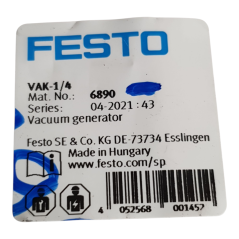 FESTO
VAK-1/4
Mat. No.: 6890
Series: 04-2021 : 43
Vacuum generator
Festo SE & Co. KG DE-73734 Esslingen
Made in Hungary
www.festo.com/sp
4 052568 001457